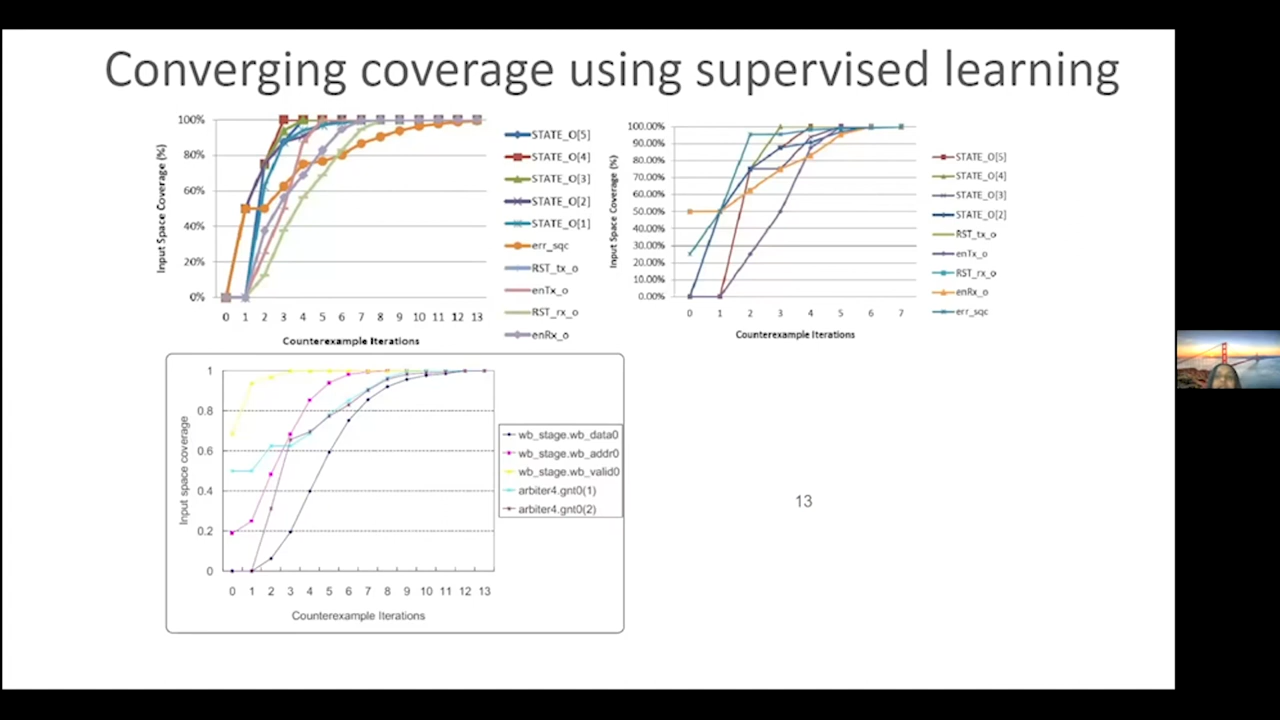 Converging coverage using supervised learning
100%
80%
60%
40%
20%
0%
Input Space Coverage (%)
0 1 2 3 4 5 6 7 8 9 10 11 12 13
Counterexample Iterations
STATE_O[5]
STATE_O[4]
STATE_O[3]
STATE_O[2]
STATE_O[1]
err_sqc
RST_tx_o
enTx_o
RST_rx_o
enRx_o
100.00%
90.00%
80.00%
70.00%
60.00%
50.00%
40.00%
30.00%
20.00%
10.00%
0.00%
Input Space Coverage (%)
0 1 2 3 4 5 6 7
Counterexample Iterations
STATE_O[5]
STATE_O[4]
STATE_O[3]
STATE_O[2]
RST_tx_o
enTx_o
RST_rx_o
enRx_o
err_sqc
1
0.8
0.6
0.4
0.2
0
Input space coverage
0 1 2 3 4 5 6 7 8 9 10 11 12 13
Counterexample Iterations
wb_stage.wb_data0
wb_stage.wb_addr0
wb_stage.wb_valid0
arbiter4.gnt0(1)
arbiter4.gnt0(2)
13